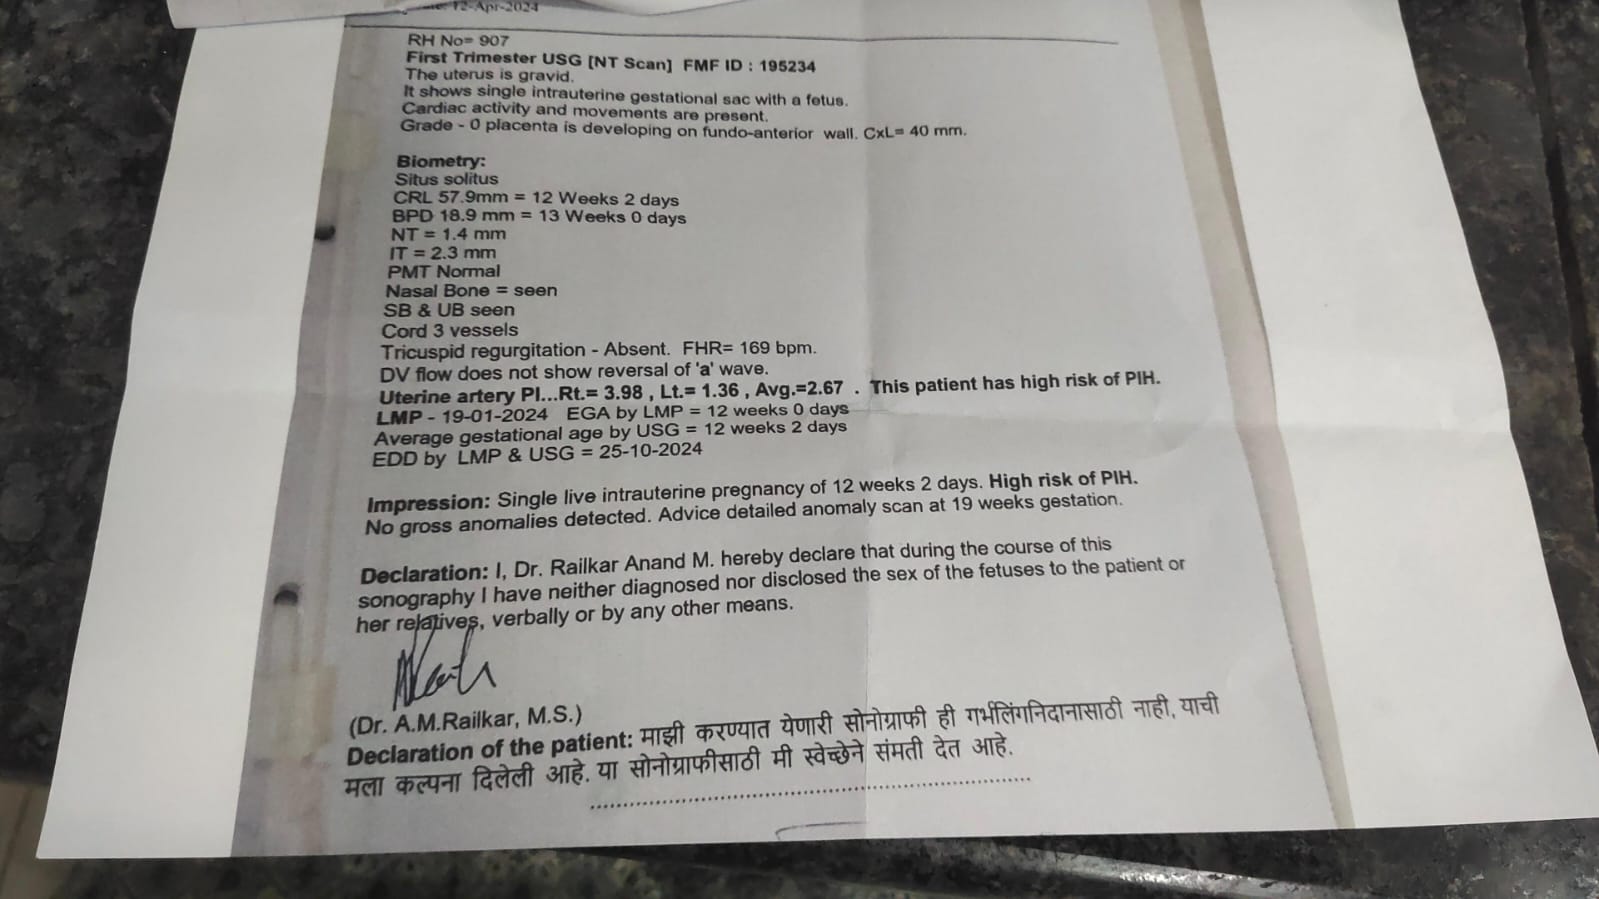 12-Apr-2024
RH No= 907
First Trimester USG [NT Scan] FMF ID : 195234
The uterus is gravid.
It shows single intrauterine gestational sac with a fetus.
Cardiac activity and movements are present.
Grade - 0 placenta is developing on fundo-anterior wall. CxL= 40 mm.
Biometry:
Situs solitus
CRL 57.9mm = 12 Weeks 2 days
BPD 18.9 mm = 13 Weeks 0 days
NT = 1.4 mm
IT = 2.3 mm
PMT Normal
Nasal Bone = seen
SB & UB seen
Cord 3 vessels
Tricuspid regurgitation - Absent. FHR= 169 bpm.
DV flow does not show reversal of 'a' wave.
Uterine artery PI...Rt.= 3.98 , Lt.= 1.36 , Avg.=2.67 . This patient has high risk of PIH.
LMP - 19-01-2024 EGA by LMP = 12 weeks 0 days
Average gestational age by USG = 12 weeks 2 days
EDD by LMP & USG = 25-10-2024
Impression: Single live intrauterine pregnancy of 12 weeks 2 days. High risk of PIH.
No gross anomalies detected. Advice detailed anomaly scan at 19 weeks gestation.
Declaration: I, Dr. Railkar Anand M. hereby declare that during the course of this
sonography I have neither diagnosed nor disclosed the sex of the fetuses to the patient or
her relatives, verbally or by any other means.
(Dr. A.M.Railkar, M.S.)
Declaration of the patient: माझी करण्यात येणारी सोनोग्राफी ही गर्भलिंगनिदानासाठी नाही, याची
मला कल्पना दिलेली आहे. या सोनोग्राफीसाठी मी स्वेच्छेने संमती देत आहे.